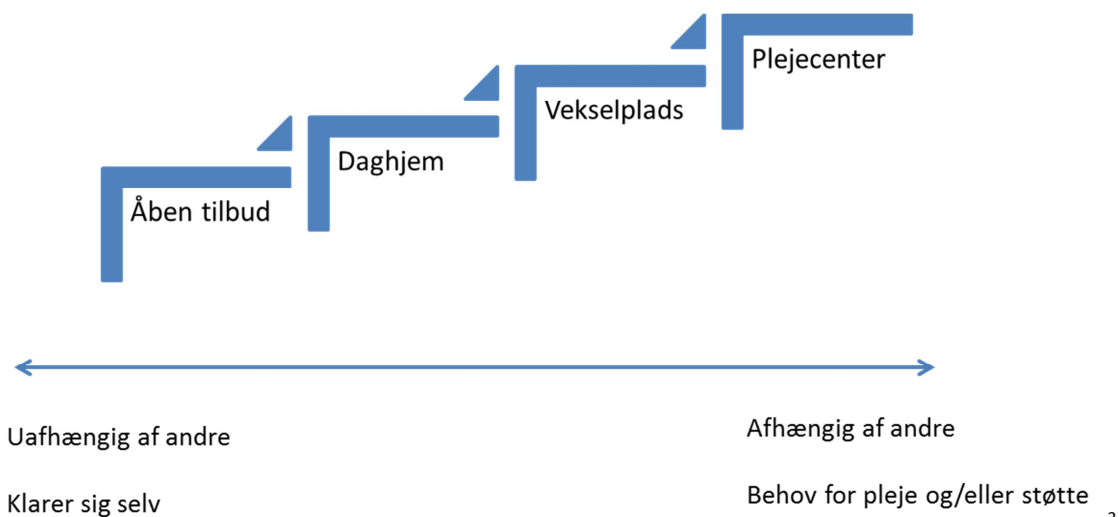 Plejecenter
Vekselplads
Daghjem
Åben tilbud
Uafhængig af andre
Afhængig af andre
Klarer sig selv
Behov for pleje og/eller støtte